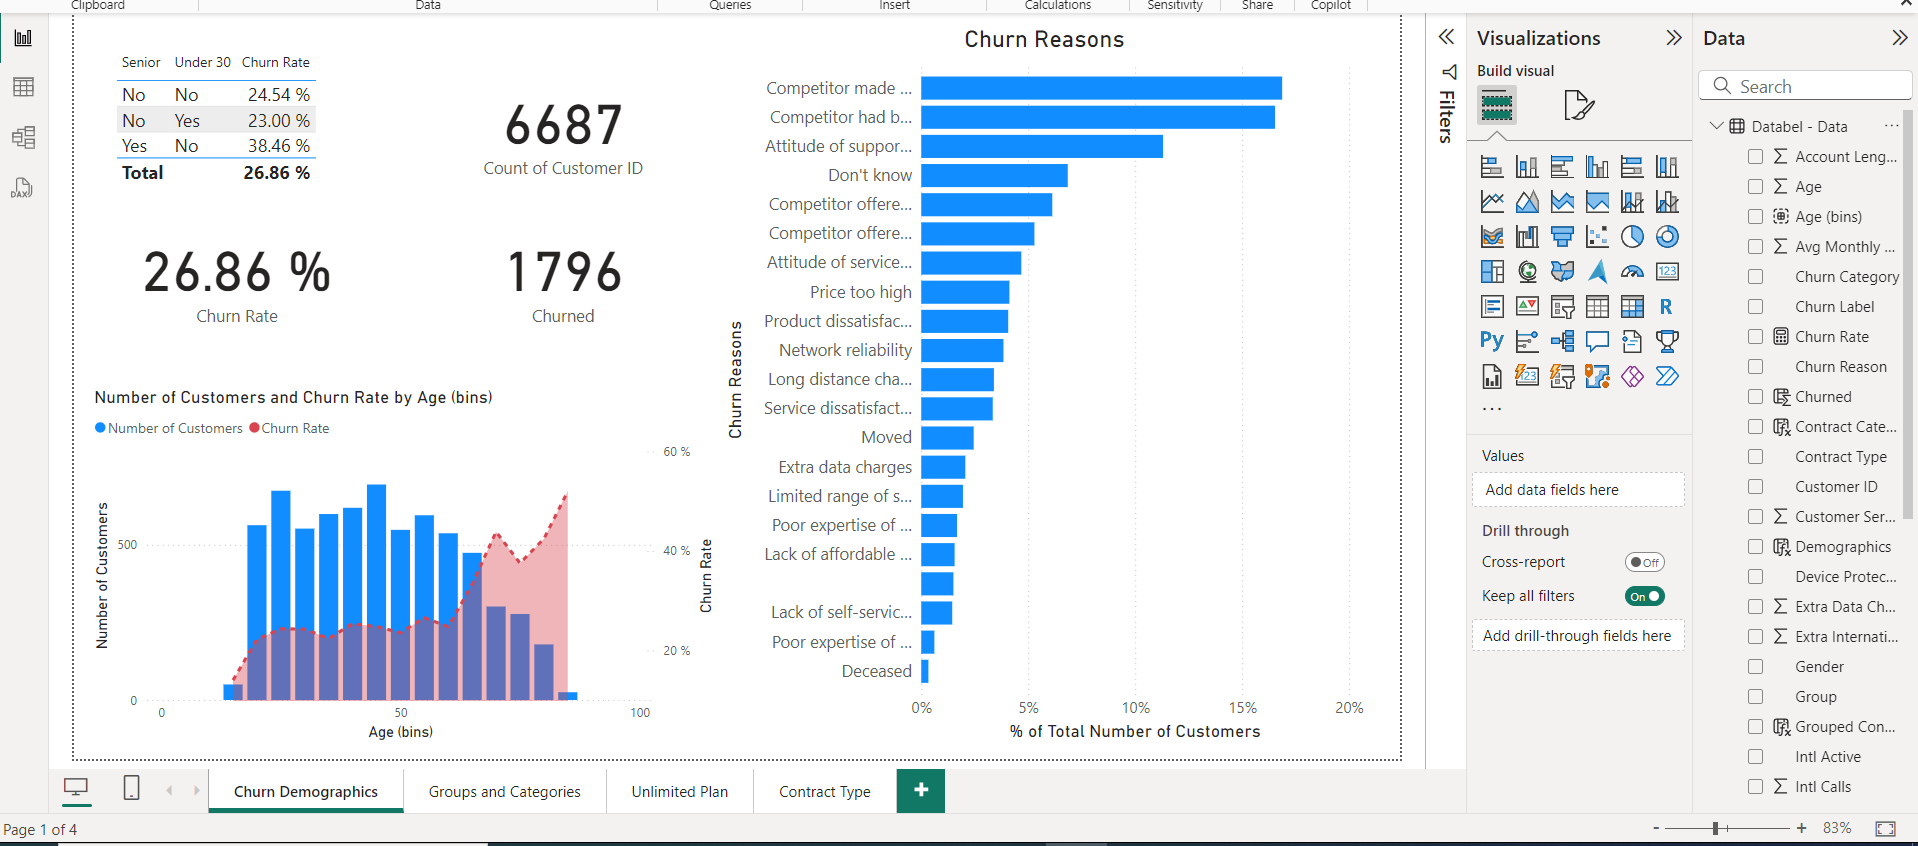 Clipboard Data Queries Insert Calculations Sensitivity Share Copilot
Senior Under 30 Churn Rate
No No 24.54 %
No Yes 23.00 %
Yes No 38.46 %
Total 26.86 %
6687
Count of Customer ID
26.86 %
Churn Rate
1796
Churned
Number of Customers and Churn Rate by Age (bins)
Number of Customers Churn Rate
Number of Customers
500
0
60 %
40 %
20 %
Churn Rate
0 50 100
Age (bins)
Churn Reasons
Churn Reasons
Competitor made ...
Competitor had b...
Attitude of suppor...
Don't know
Competitor offere...
Competitor offere...
Attitude of service...
Price too high
Product dissatisfac...
Network reliability
Long distance cha...
Service dissatisfact...
Moved
Extra data charges
Limited range of s...
Poor expertise of ...
Lack of affordable ...
Lack of self-servic...
Poor expertise of ...
Deceased
0% 5% 10% 15% 20%
% of Total Number of Customers
Filters
Visualizations
Build visual
123
R
Py
123
...
Values
Add data fields here
Drill through
Cross-report
Off
Keep all filters
On
Add drill-through fields here
Data
Search
Databel - Data ...
Account Leng...
Age
Age (bins)
Avg Monthly ...
Churn Category
Churn Label
Churn Rate
Churn Reason
Churned
Contract Cate...
Contract Type
Customer ID
Customer Ser...
Demographics
Device Protec...
Extra Data Ch...
Extra Internati...
Gender
Group
Grouped Con...
Intl Active
Intl Calls
DAX
Churn Demographics
Groups and Categories
Unlimited Plan
Contract Type
+
Page 1 of 4
- + 83%